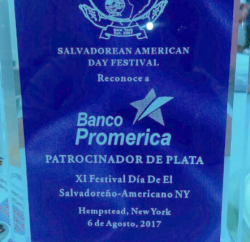 SALVADOREAN AMERICAN
DAY FESTIVAL
Reconoce a
Banco
Promerica
PATROCINADOR DE PLATA
XI Festival Día De El
Salvadoreño-Americano NY
Hempstead, New York
6 de Agosto, 2017